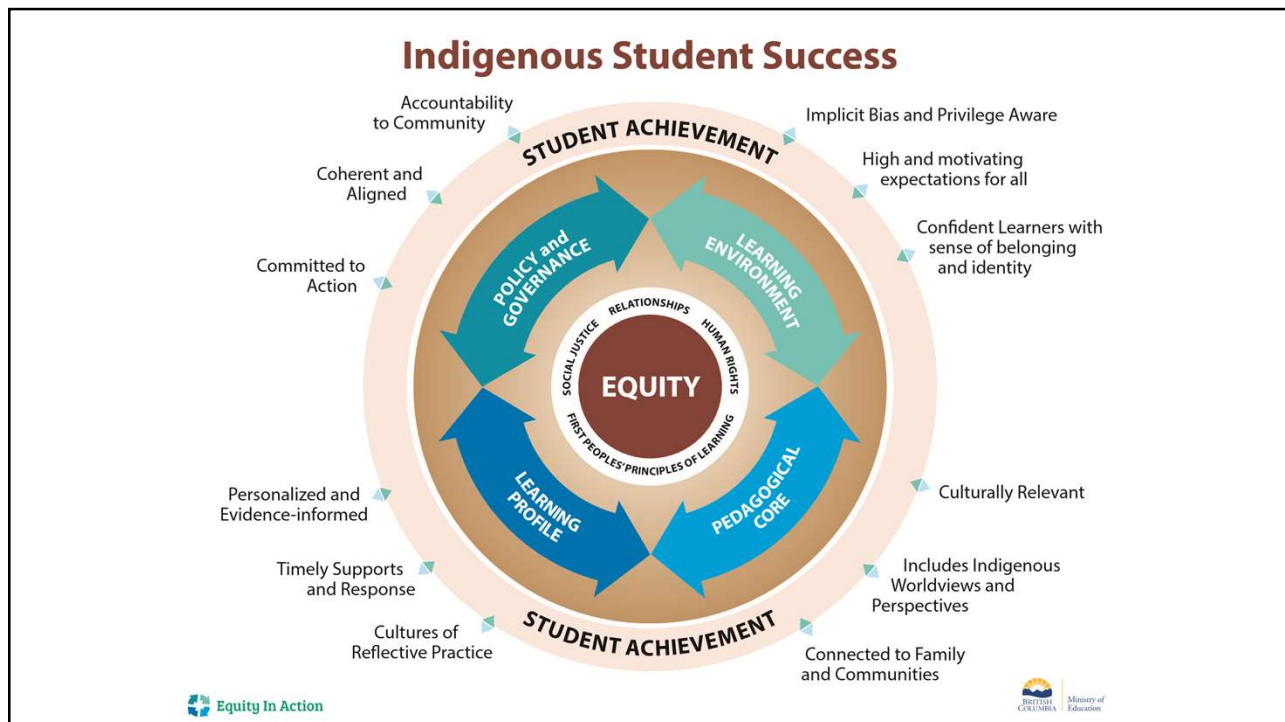 Indigenous Student Success
Accountability
to Community
Coherent and
Aligned
Committed to
Action
STUDENT ACHIEVEMENT
Implicit Bias and Privilege Aware
High and motivating
expectations for all
Confident Learners with
sense of belonging
and identity
POLICY and
GOVERNANCE
LEARNING
ENVIRONMENT
SOCIAL JUSTICE
RELATIONSHIPS
HUMAN RIGHTS
EQUITY
FIRST PEOPLES' PRINCIPLES OF LEARNING
LEARNING
PROFILE
PEDAGOGICAL
CORE
Personalized and
Evidence-informed
Timely Supports
and Response
Cultures of
Reflective Practice
STUDENT ACHIEVEMENT
Culturally Relevant
Includes Indigenous
Worldviews and
Perspectives
Connected to Family
and Communities
Equity In Action
BRITISH
COLUMBIA
Ministry of
Education